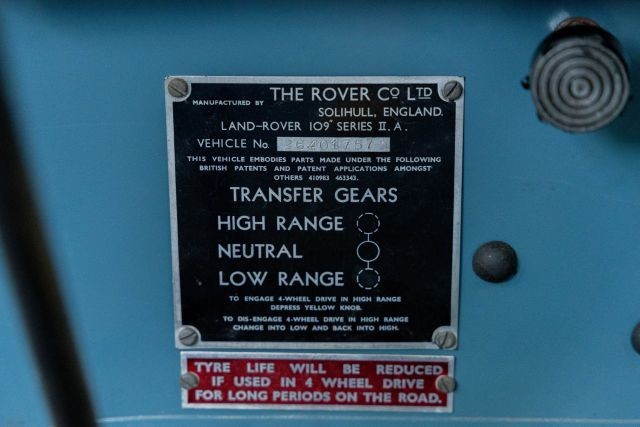 MANUFACTURED BY THE ROVER CO LTD
SOLIHULL, ENGLAND.
LAND-ROVER 109" SERIES II. A.
VEHICLE No.
THIS VEHICLE EMBODIES PARTS MADE UNDER THE FOLLOWING
BRITISH PATENTS AND PATENT APPLICATIONS AMONGST
OTHERS 410983 463343.
TRANSFER GEARS
HIGH RANGE
NEUTRAL
LOW RANGE
TO ENGAGE 4-WHEEL DRIVE IN HIGH RANGE
DEPRESS YELLOW KNOB.
TO DIS-ENGAGE 4-WHEEL DRIVE IN HIGH RANGE
CHANGE INTO LOW AND BACK INTO HIGH.
TYRE LIFE WILL BE REDUCED
IF USED IN 4 WHEEL DRIVE
FOR LONG PERIODS ON THE ROAD.